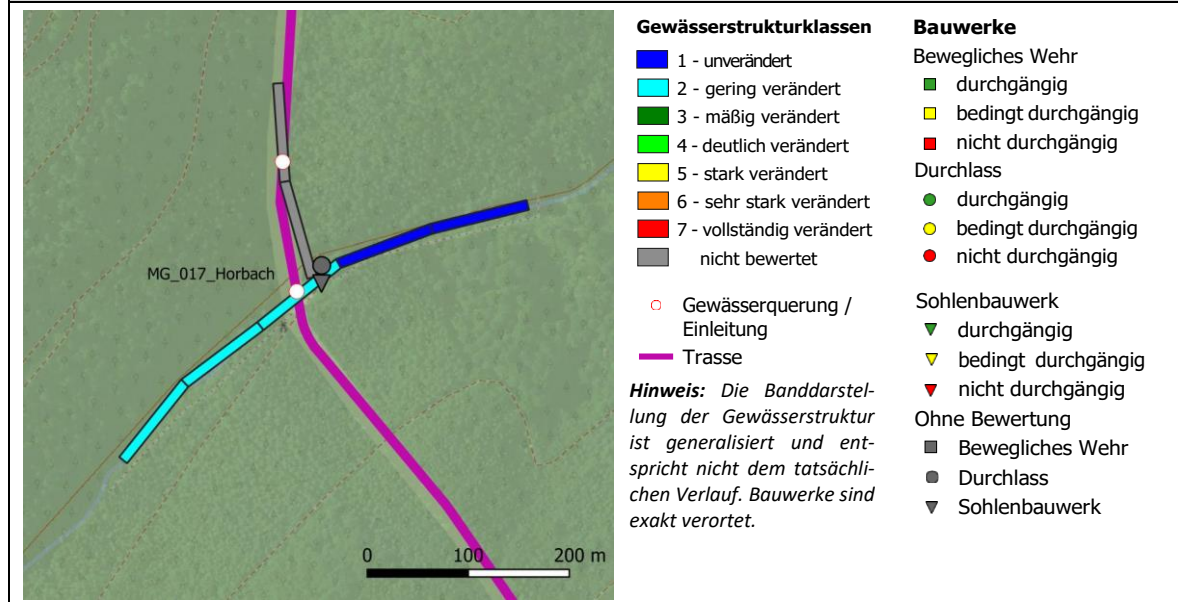 MG_017_Horbach
0 100 200 m
Gewässerstrukturklassen
1 - unverändert
2 - gering verändert
3 - mäßig verändert
4 - deutlich verändert
5 - stark verändert
6 - sehr stark verändert
7 - vollständig verändert
nicht bewertet
Gewässerquerung /
Einleitung
Trasse
Hinweis: Die Banddarstel-
lung der Gewässerstruktur
ist generalisiert und ent-
spricht nicht dem tatsächli-
chen Verlauf. Bauwerke sind
exakt verortet.
Bauwerke
Bewegliches Wehr
durchgängig
bedingt durchgängig
nicht durchgängig
Durchlass
durchgängig
bedingt durchgängig
nicht durchgängig
Sohlenbauwerk
durchgängig
bedingt durchgängig
nicht durchgängig
Ohne Bewertung
Bewegliches Wehr
Durchlass
Sohlenbauwerk